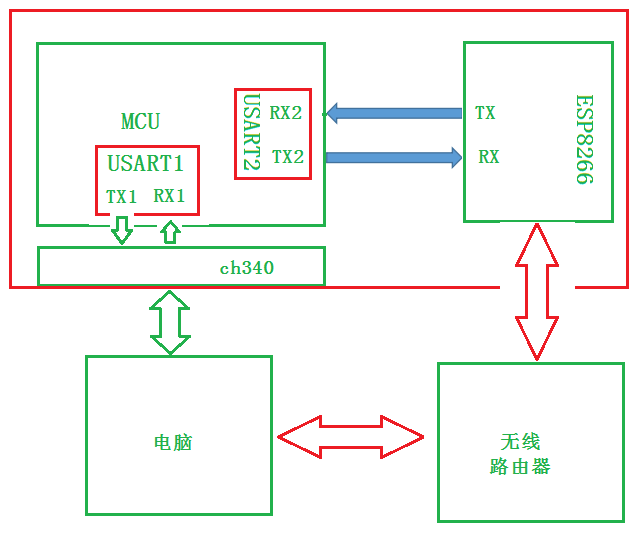 MCU
USART1
TX1
RX1
USART2
RX2
TX2
TX
RX
ESP8266
ch340
电脑
无线
路由器